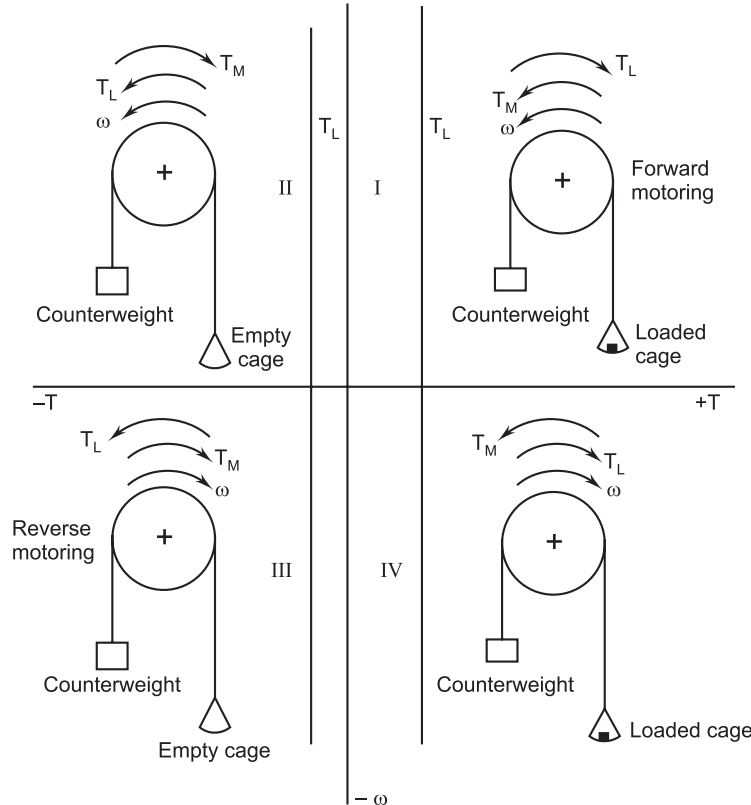 T_M
T_L
ω
T_L
II
Counterweight
Empty
cage
T_L
T_M
ω
T_L
I
Forward
motoring
Counterweight
Loaded
cage
–T
+T
T_L
T_M
ω
Reverse
motoring
III
Counterweight
Empty cage
T_M
T_L
ω
IV
Counterweight
Loaded cage
– ω